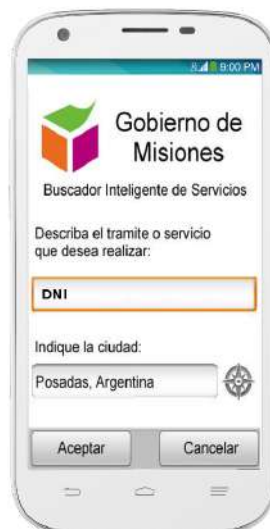 9:00 PM
Gobierno de
Misiones
Buscador Inteligente de Servicios
Describa el tramite o servicio
que desea realizar:
DNI
Indique la ciudad:
Posadas, Argentina
Aceptar
Cancelar